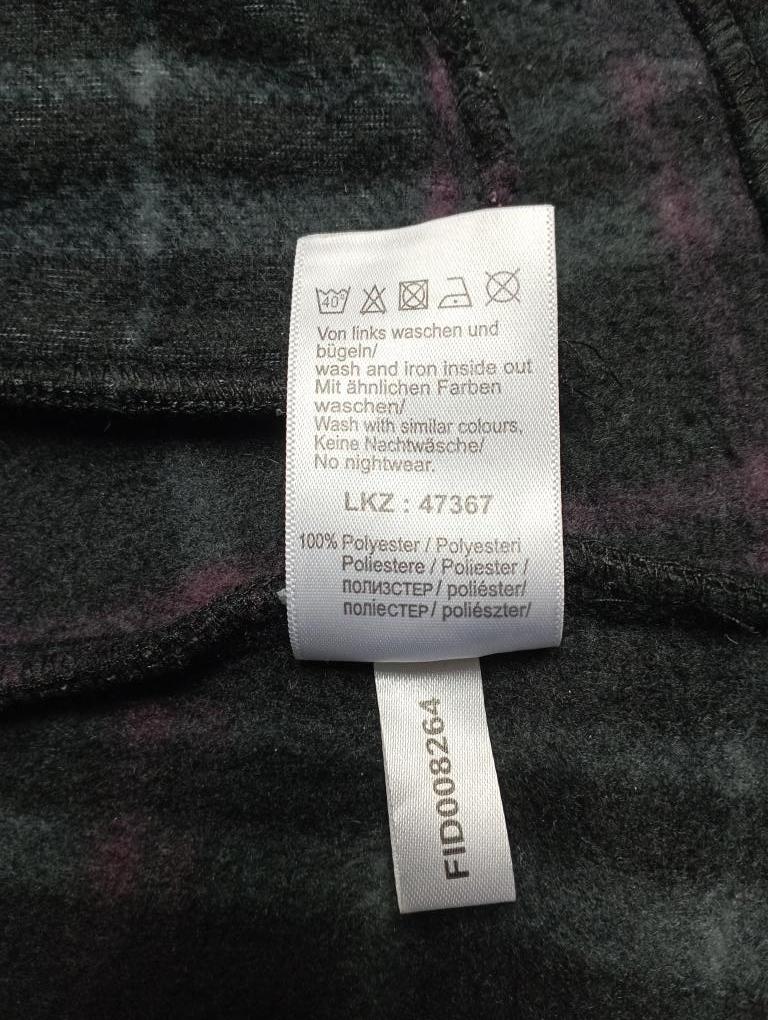 40°
Von links waschen und
bügeln/
wash and iron inside out
Mit ähnlichen Farben
waschen/
Wash with similar colours.
Keine Nachtwäsche/
No nightwear.
LKZ : 47367
100% Polyester / Polyesteri
Poliestere / Poliester /
полиэстер / poliéster/
поліестер / poliészter/
FID008264